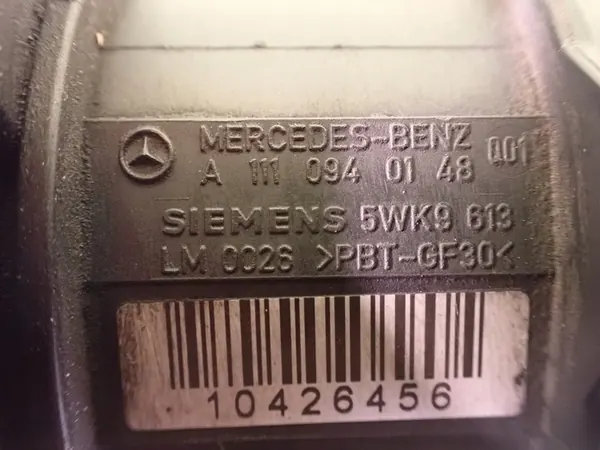 MERCEDES-BENZ Q01
A 111 094 01 48
SIEMENS 5WK9 613
LM 0026 >PBT-GF30<
10426456